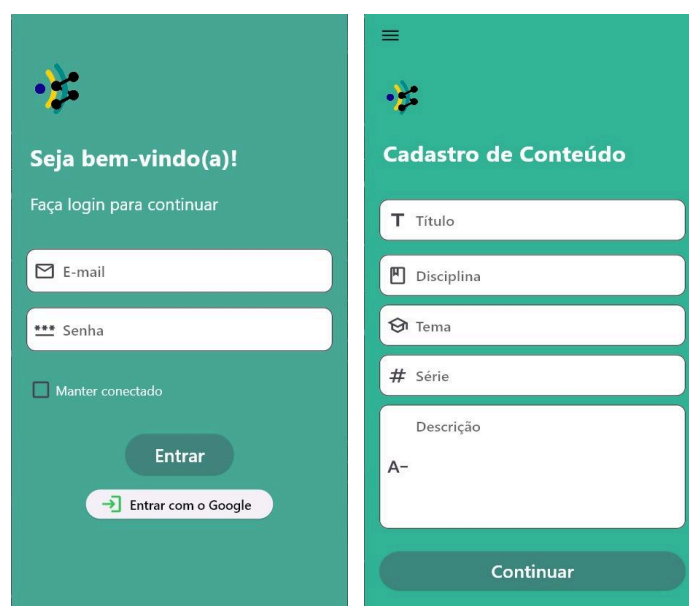 Seja bem-vindo(a)!
Faça login para continuar
E-mail
*** Senha
Manter conectado
Entrar
Entrar com o Google
Cadastro de Conteúdo
T Título
Disciplina
Tema
# Série
Descrição
A-
Continuar